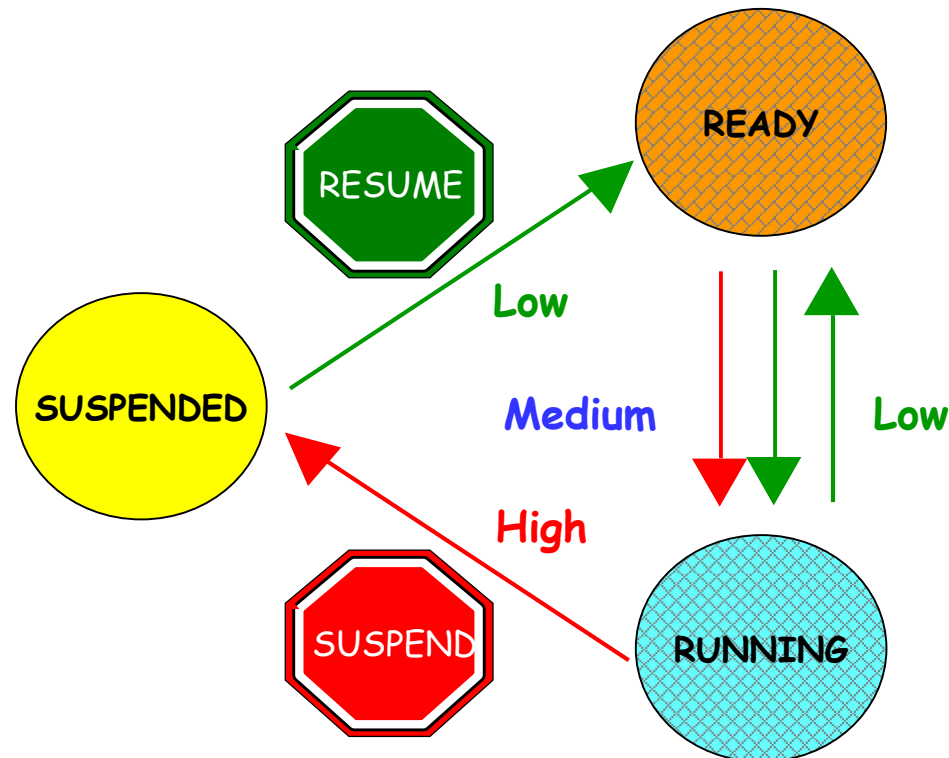 READY
RESUME
Low
SUSPENDED
Medium
Low
High
SUSPEND
RUNNING